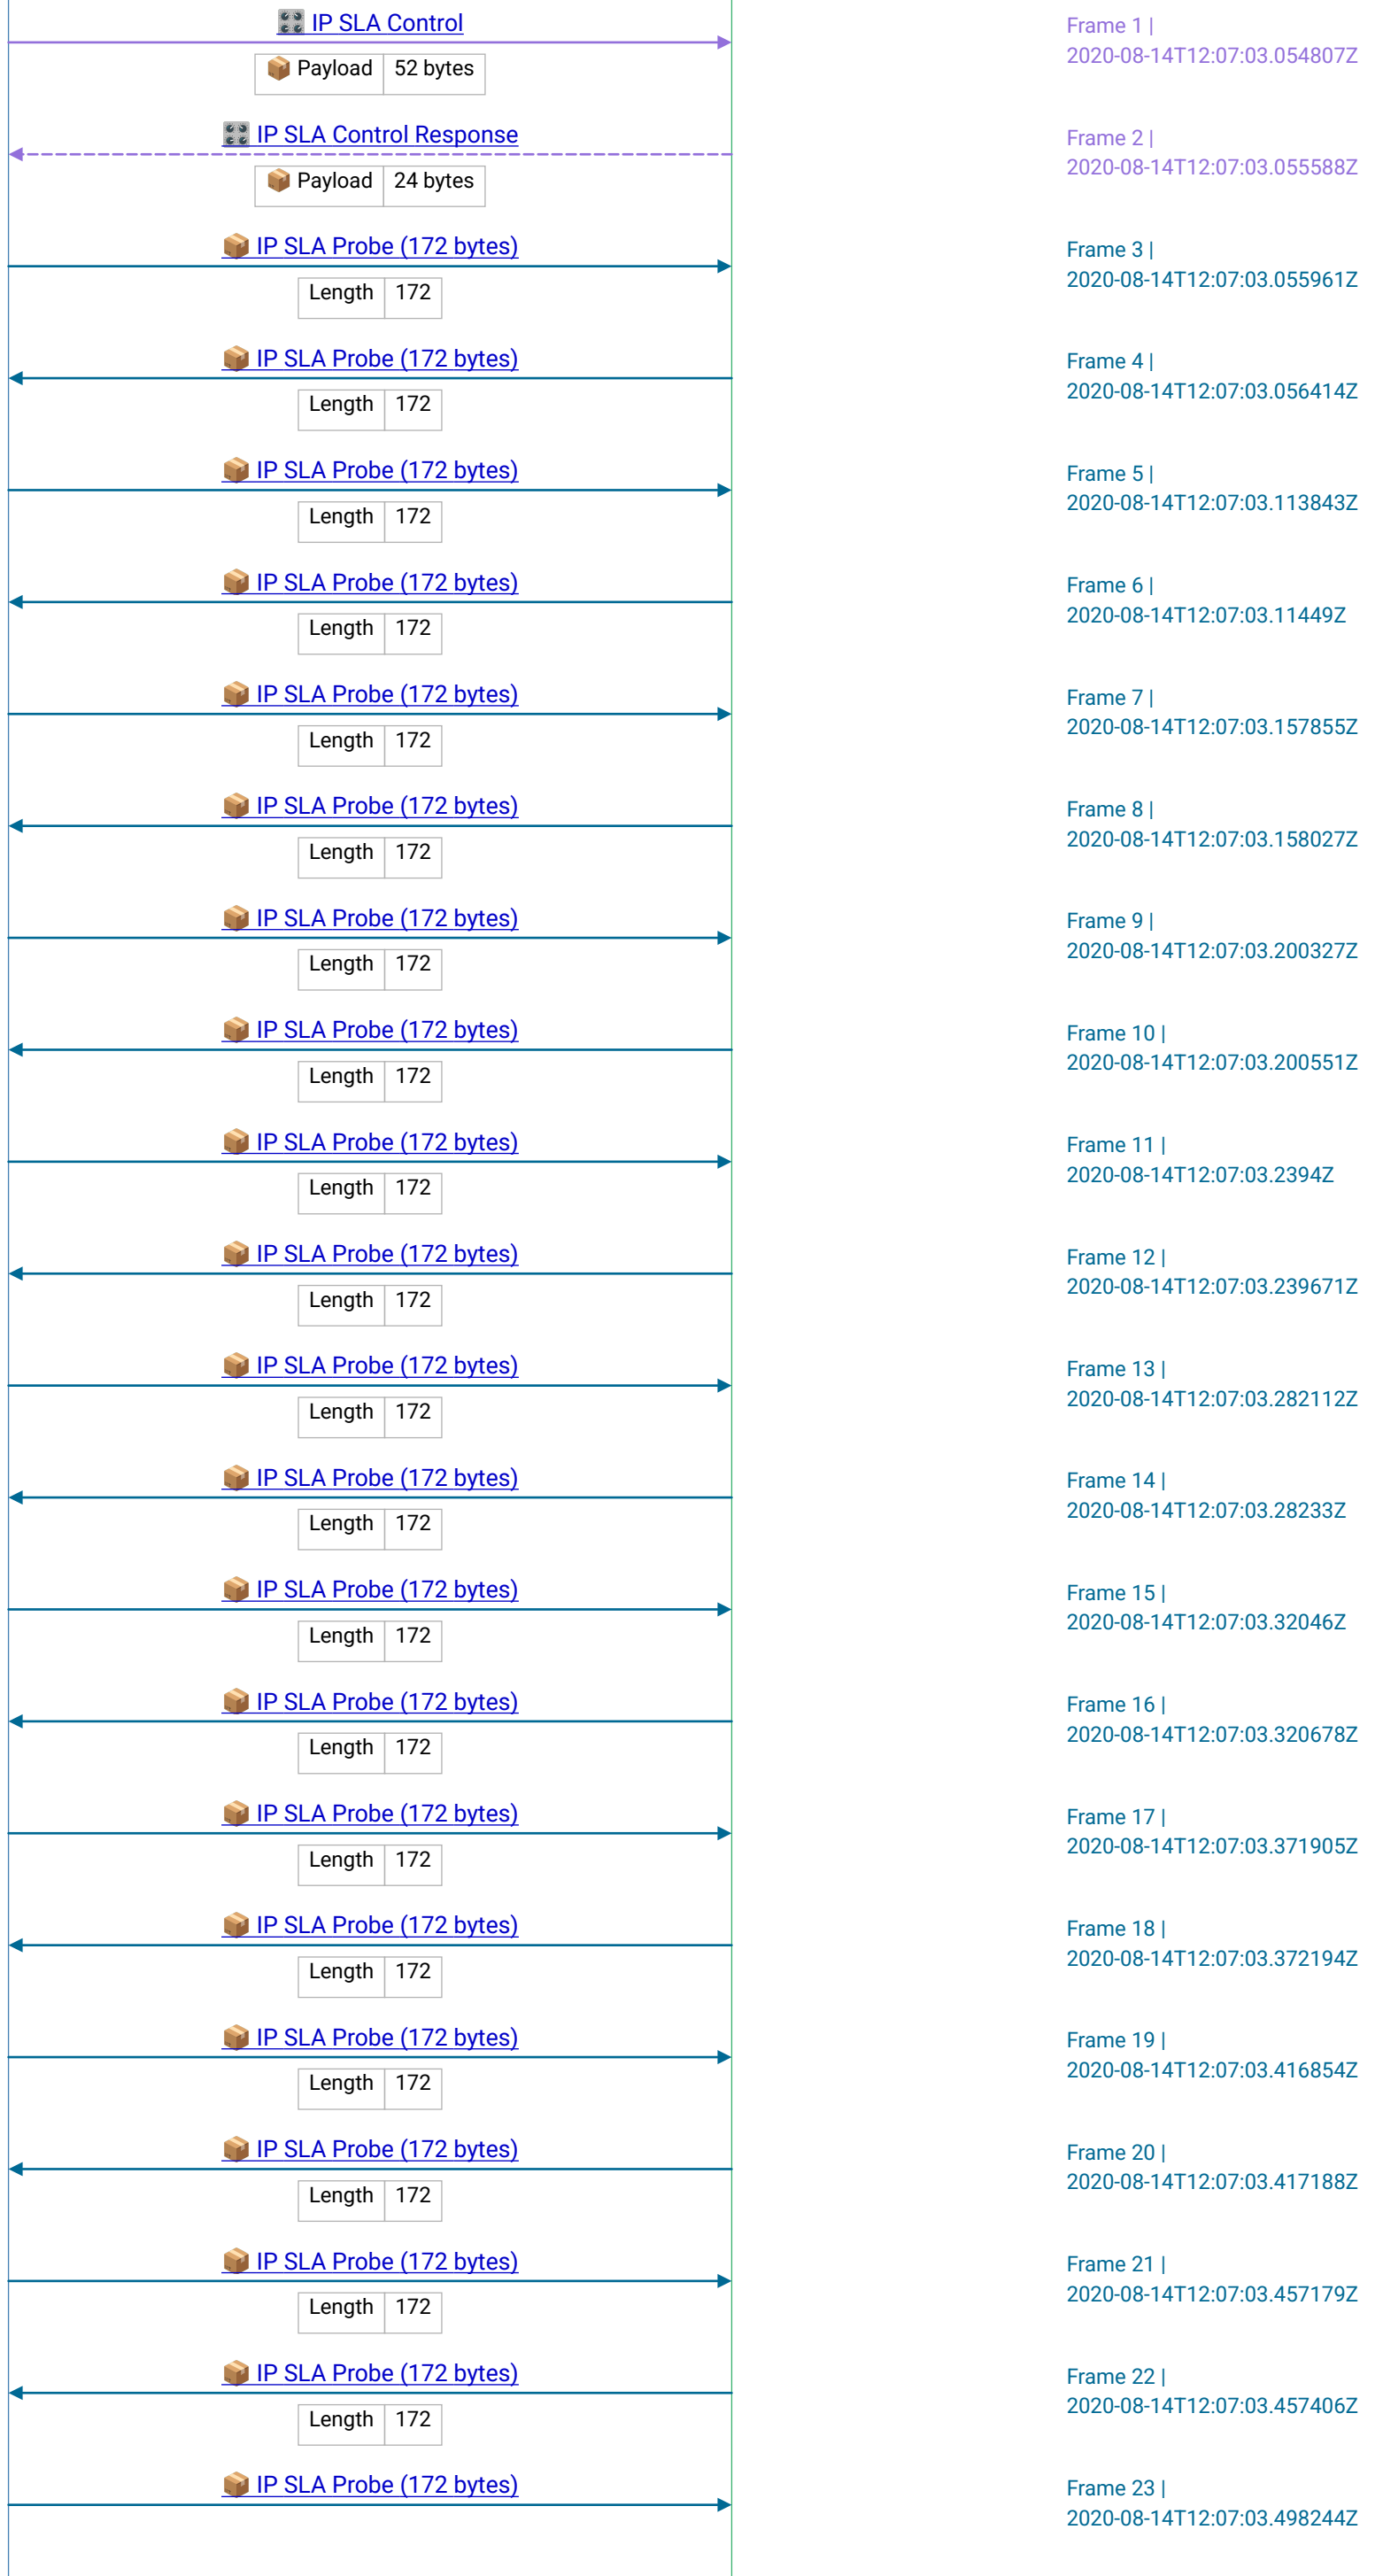 IP SLA Control
Frame 1 |
2020-08-14T12:07:03.054807Z
Payload 52 bytes
IP SLA Control Response
Frame 2 |
2020-08-14T12:07:03.055588Z
Payload 24 bytes
IP SLA Probe (172 bytes)
Frame 3 |
2020-08-14T12:07:03.055961Z
Length 172
IP SLA Probe (172 bytes)
Frame 4 |
2020-08-14T12:07:03.056414Z
Length 172
IP SLA Probe (172 bytes)
Frame 5 |
2020-08-14T12:07:03.113843Z
Length 172
IP SLA Probe (172 bytes)
Frame 6 |
2020-08-14T12:07:03.11449Z
Length 172
IP SLA Probe (172 bytes)
Frame 7 |
2020-08-14T12:07:03.157855Z
Length 172
IP SLA Probe (172 bytes)
Frame 8 |
2020-08-14T12:07:03.158027Z
Length 172
IP SLA Probe (172 bytes)
Frame 9 |
2020-08-14T12:07:03.200327Z
Length 172
IP SLA Probe (172 bytes)
Frame 10 |
2020-08-14T12:07:03.200551Z
Length 172
IP SLA Probe (172 bytes)
Frame 11 |
2020-08-14T12:07:03.2394Z
Length 172
IP SLA Probe (172 bytes)
Frame 12 |
2020-08-14T12:07:03.239671Z
Length 172
IP SLA Probe (172 bytes)
Frame 13 |
2020-08-14T12:07:03.282112Z
Length 172
IP SLA Probe (172 bytes)
Frame 14 |
2020-08-14T12:07:03.28233Z
Length 172
IP SLA Probe (172 bytes)
Frame 15 |
2020-08-14T12:07:03.32046Z
Length 172
IP SLA Probe (172 bytes)
Frame 16 |
2020-08-14T12:07:03.320678Z
Length 172
IP SLA Probe (172 bytes)
Frame 17 |
2020-08-14T12:07:03.371905Z
Length 172
IP SLA Probe (172 bytes)
Frame 18 |
2020-08-14T12:07:03.372194Z
Length 172
IP SLA Probe (172 bytes)
Frame 19 |
2020-08-14T12:07:03.416854Z
Length 172
IP SLA Probe (172 bytes)
Frame 20 |
2020-08-14T12:07:03.417188Z
Length 172
IP SLA Probe (172 bytes)
Frame 21 |
2020-08-14T12:07:03.457179Z
Length 172
IP SLA Probe (172 bytes)
Frame 22 |
2020-08-14T12:07:03.457406Z
Length 172
IP SLA Probe (172 bytes)
Frame 23 |
2020-08-14T12:07:03.498244Z